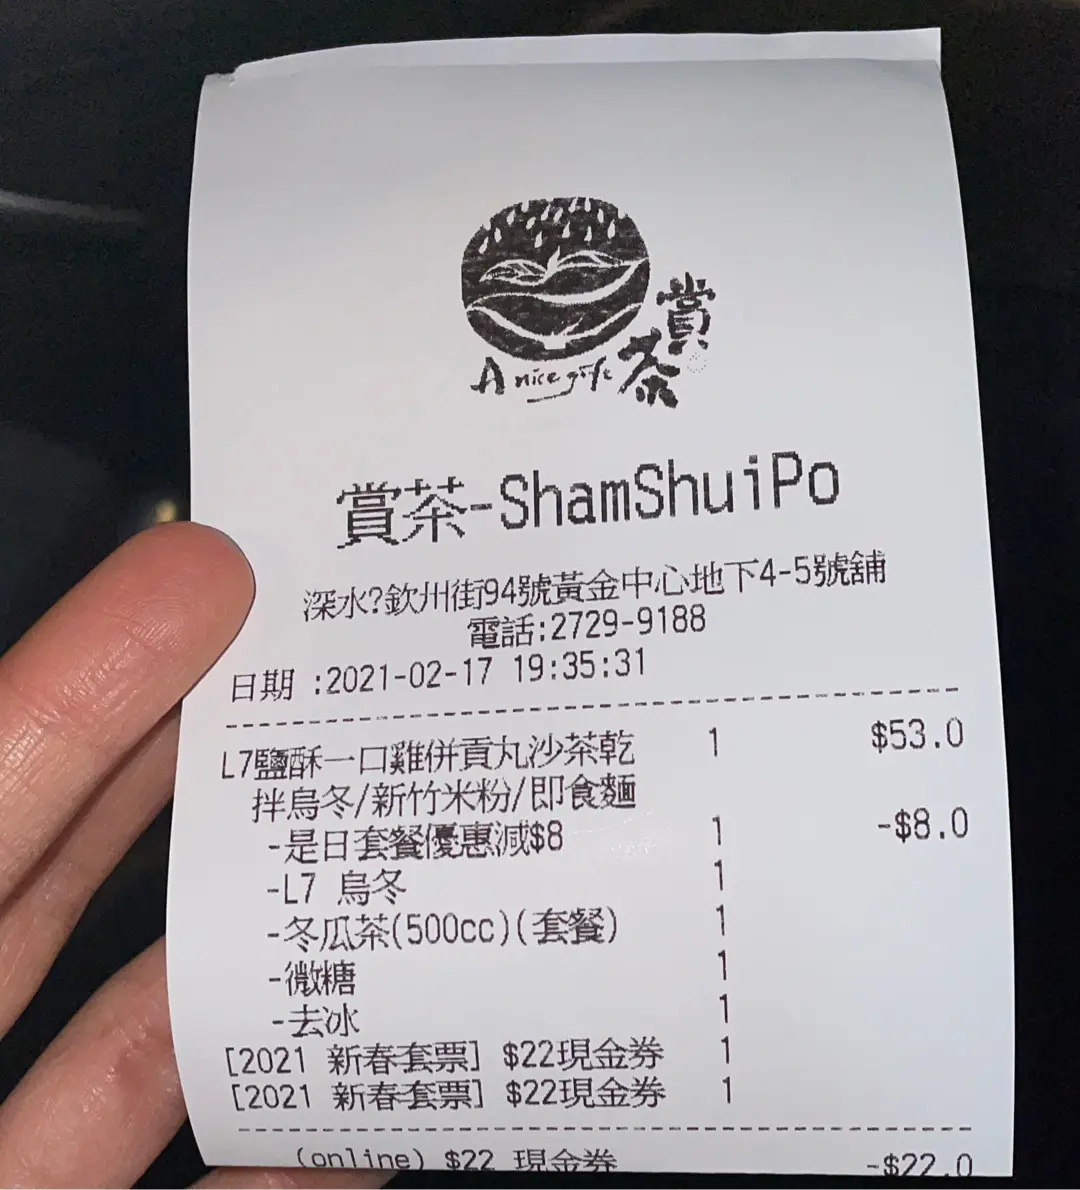 賞茶
A nice gift
賞茶-ShamShuiPo
深水?欽州街94號黃金中心地下4-5號舖
電話:2729-9188
日期 :2021-02-17 19:35:31
L7鹽酥一口雞併貢丸沙茶乾 1 $53.0
拌烏冬/新竹米粉/即食麵
-是日套餐優惠減$8 1 -$8.0
-L7 烏冬 1
-冬瓜茶(500cc)(套餐) 1
-微糖 1
-去冰 1
[2021 新春套票] $22現金券 1
[2021 新春套票] $22現金券 1
(online) $22 現金券 -$22.0